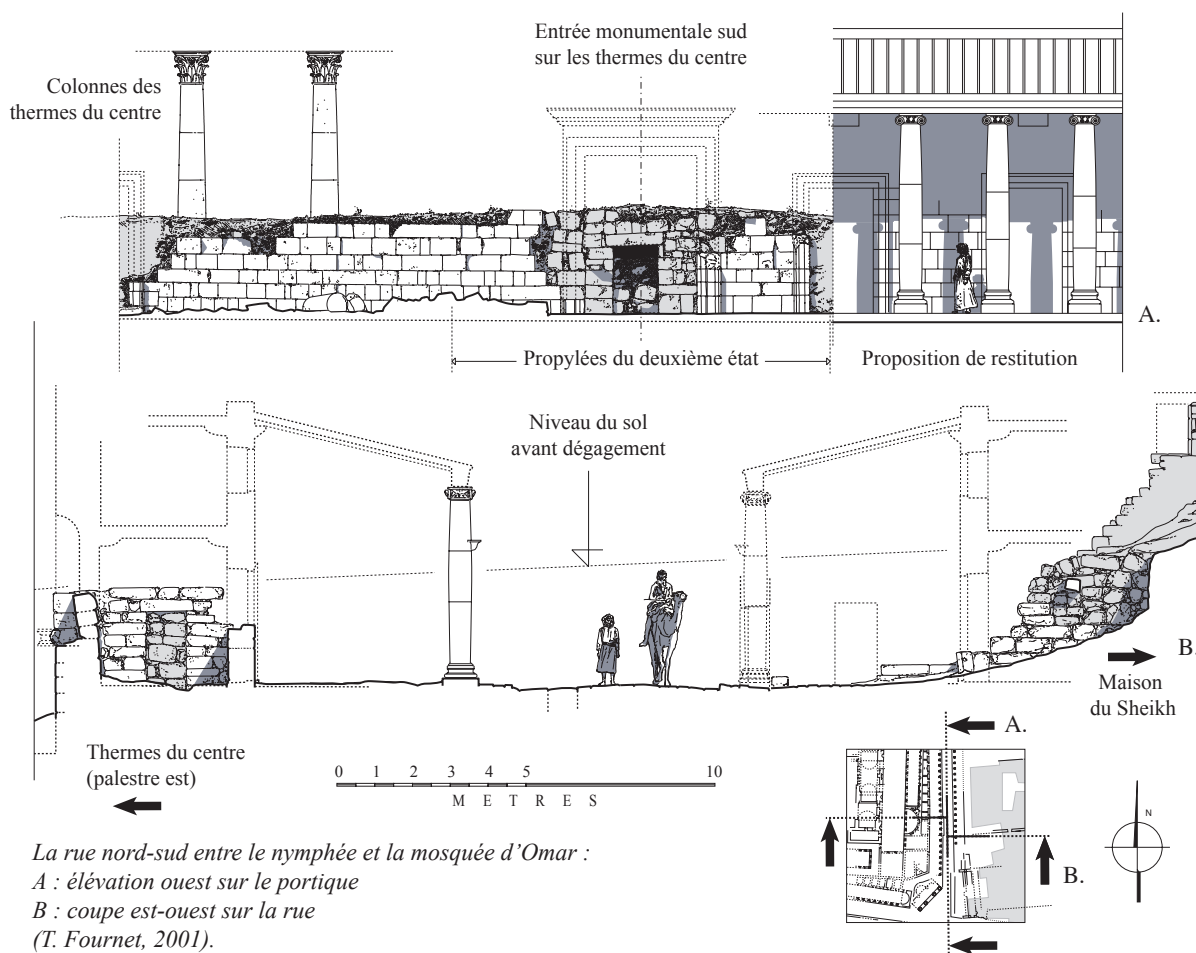 Entrée monumentale sud
sur les thermes du centre
Colonnes des
thermes du centre
A.
Propylées du deuxième état
Proposition de restitution
Niveau du sol
avant dégagement
B.
Maison
du Sheikh
Thermes du centre
(palestre est)
0 1 2 3 4 5 10
M E T R E S
A.
N
B.
La rue nord-sud entre le nymphée et la mosquée d'Omar :
A : élévation ouest sur le portique
B : coupe est-ouest sur la rue
(T. Fournet, 2001).